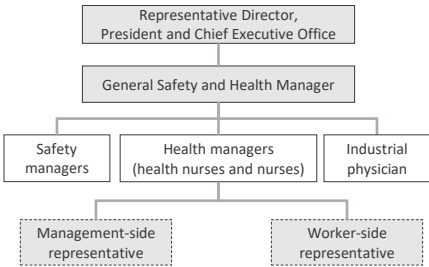 Representative Director,
President and Chief Executive Office
General Safety and Health Manager
Safety
managers
Health managers
(health nurses and nurses)
Industrial
physician
Management-side
representative
Worker-side
representative